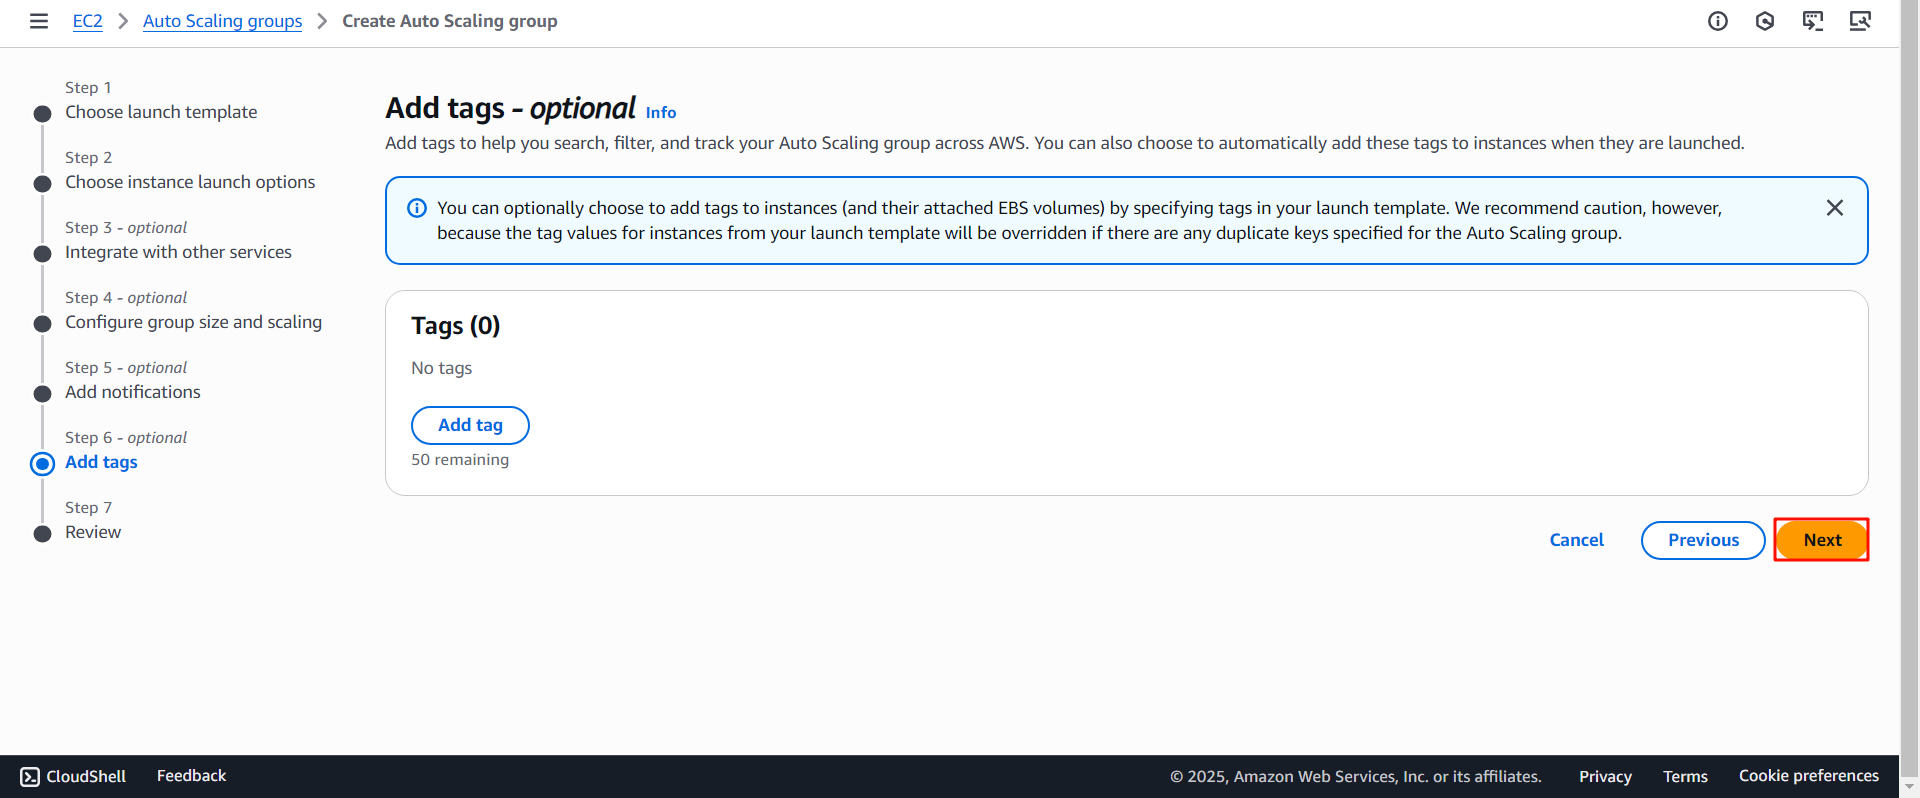 EC2 > Auto Scaling groups > Create Auto Scaling group
Step 1
Choose launch template
Step 2
Choose instance launch options
Step 3 - optional
Integrate with other services
Step 4 - optional
Configure group size and scaling
Step 5 - optional
Add notifications
Step 6 - optional
Add tags
Step 7
Review
Add tags - optional Info
Add tags to help you search, filter, and track your Auto Scaling group across AWS. You can also choose to automatically add these tags to instances when they are launched.
You can optionally choose to add tags to instances (and their attached EBS volumes) by specifying tags in your launch template. We recommend caution, however,
because the tag values for instances from your launch template will be overridden if there are any duplicate keys specified for the Auto Scaling group.
Tags (0)
No tags
Add tag
50 remaining
Cancel Previous Next
CloudShell Feedback © 2025, Amazon Web Services, Inc. or its affiliates. Privacy Terms Cookie preferences